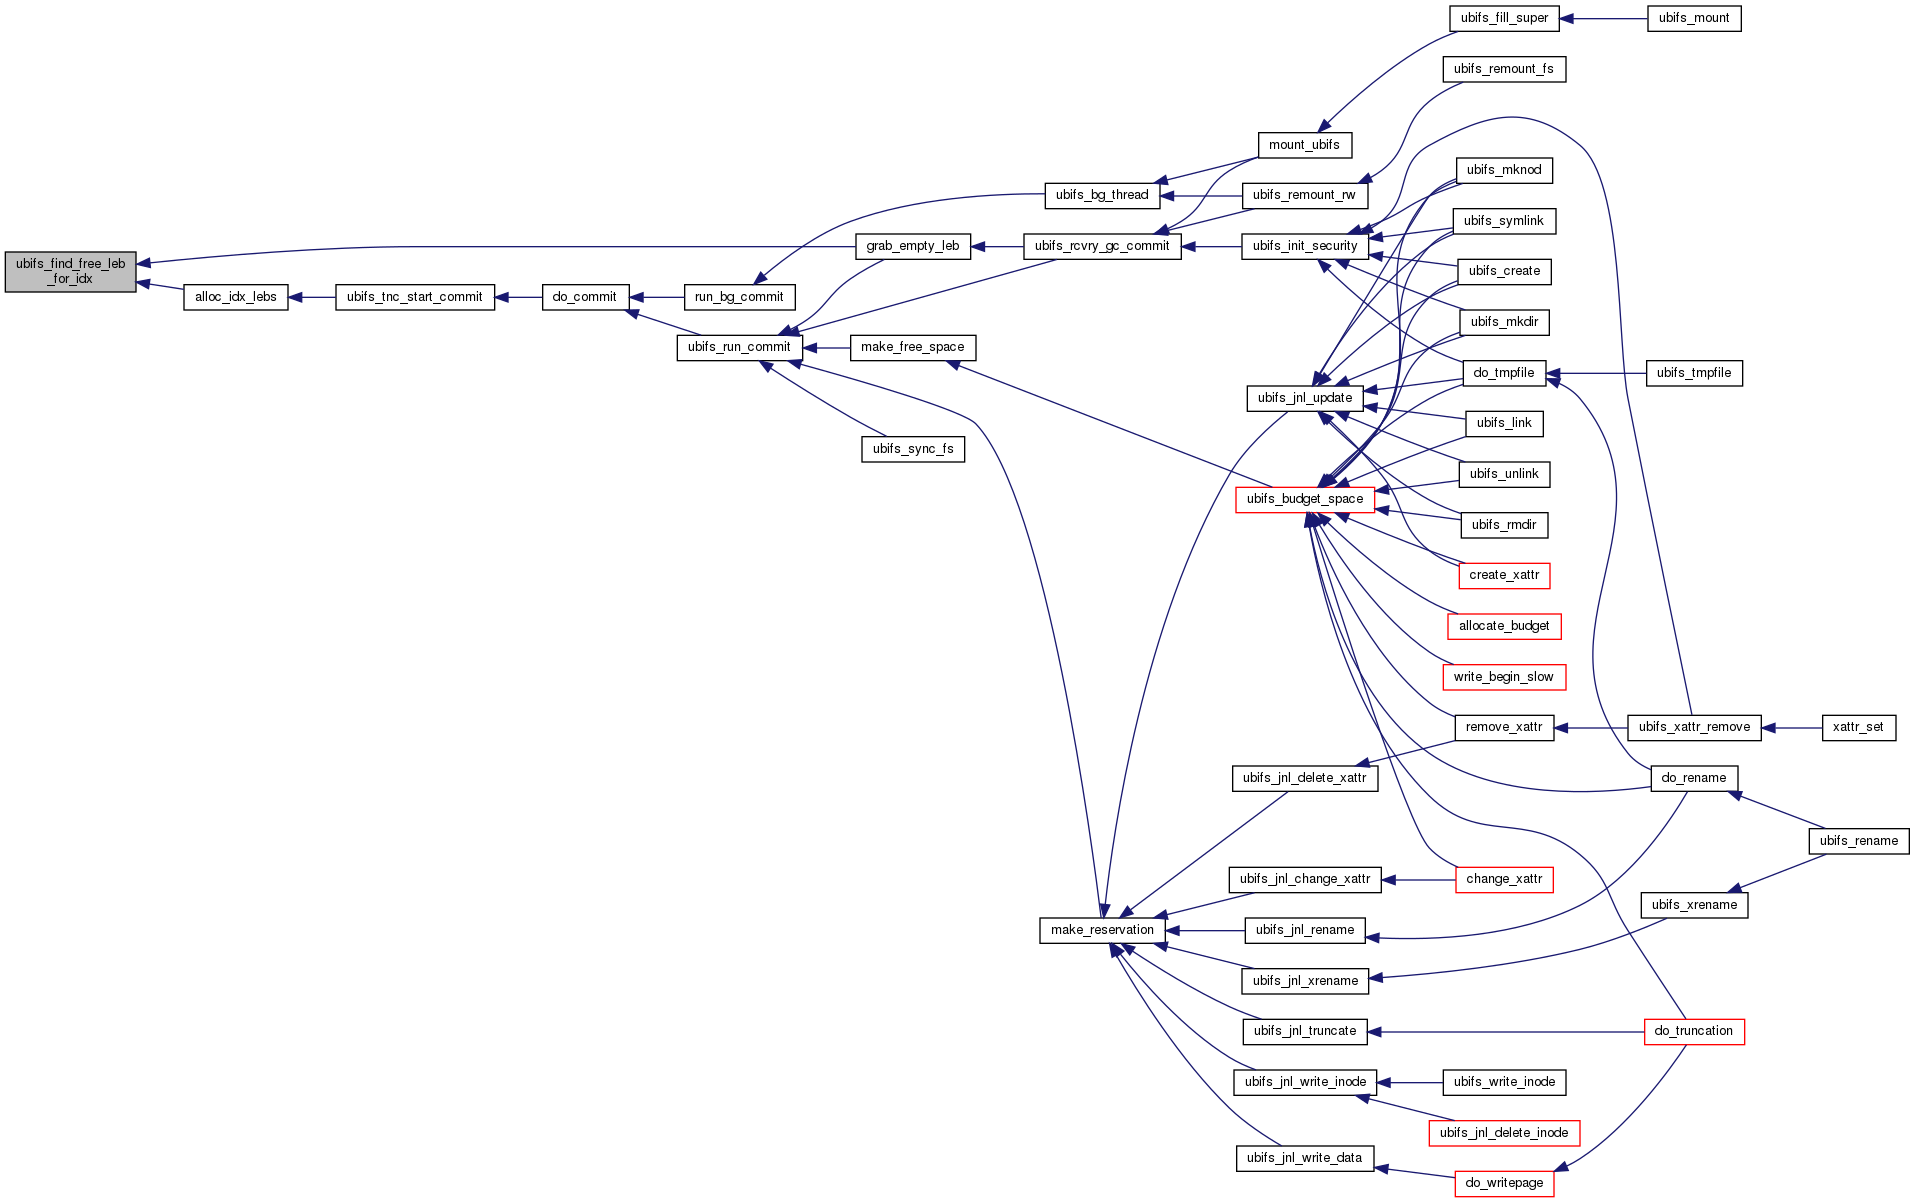 ubifs_fill_super
ubifs_mount
ubifs_remount_fs
mount_ubifs
ubifs_mknod
ubifs_bg_thread
ubifs_remount_rw
ubifs_symlink
grab_empty_leb
ubifs_rcvry_gc_commit
ubifs_init_security
ubifs_find_free_leb
_for_idx
ubifs_create
alloc_idx_lebs
ubifs_tnc_start_commit
do_commit
run_bg_commit
ubifs_mkdir
ubifs_run_commit
make_free_space
do_tmpfile
ubifs_tmpfile
ubifs_jnl_update
ubifs_link
ubifs_sync_fs
ubifs_unlink
ubifs_budget_space
ubifs_rmdir
create_xattr
allocate_budget
write_begin_slow
remove_xattr
ubifs_xattr_remove
xattr_set
ubifs_jnl_delete_xattr
do_rename
ubifs_rename
ubifs_jnl_change_xattr
change_xattr
ubifs_xrename
make_reservation
ubifs_jnl_rename
ubifs_jnl_xrename
ubifs_jnl_truncate
do_truncation
ubifs_jnl_write_inode
ubifs_write_inode
ubifs_jnl_delete_inode
ubifs_jnl_write_data
do_writepage